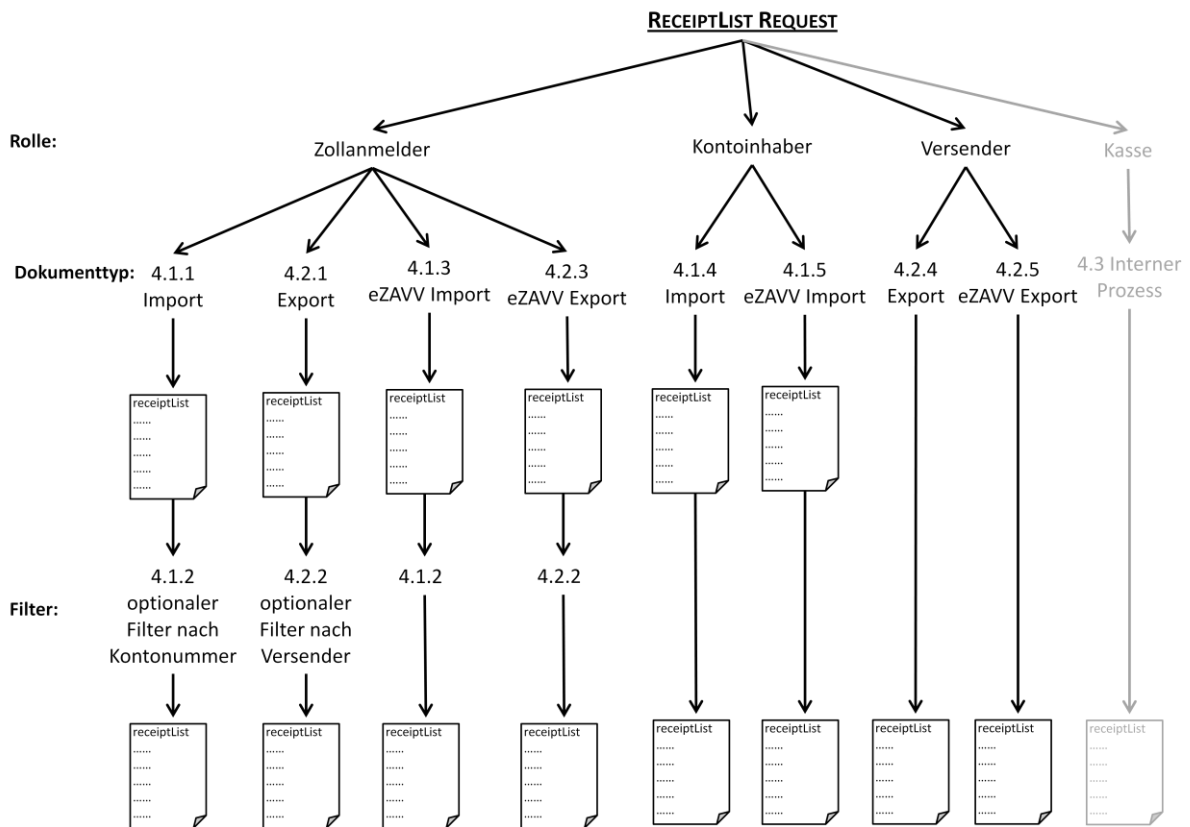 RECEIPTLIST REQUEST
Rolle:
Zollanmelder
Kontoinhaber
Versender
Kasse
Dokumenttyp:
4.1.1
Import
4.2.1
Export
4.1.3
eZAVV Import
4.2.3
eZAVV Export
4.1.4
Import
4.1.5
eZAVV Import
4.2.4
Export
4.2.5
eZAVV Export
4.3 Interner
Prozess
receiptList
......
......
......
......
......
receiptList
......
......
......
......
......
receiptList
......
......
......
......
......
receiptList
......
......
......
......
......
receiptList
......
......
......
......
......
receiptList
......
......
......
......
......
Filter:
4.1.2
optionaler
Filter nach
Kontonummer
4.2.2
optionaler
Filter nach
Versender
4.1.2
4.2.2
receiptList
......
......
......
......
......
receiptList
......
......
......
......
......
receiptList
......
......
......
......
......
receiptList
......
......
......
......
......
receiptList
......
......
......
......
......
receiptList
......
......
......
......
......
receiptList
......
......
......
......
......
receiptList
......
......
......
......
......
receiptList
......
......
......
......
......